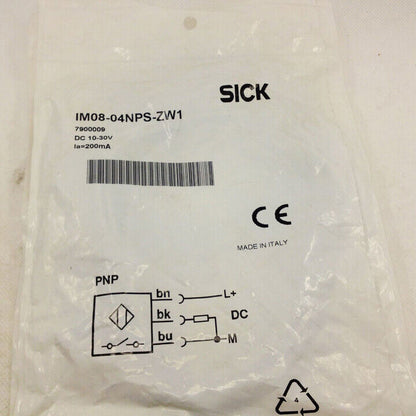 SICK
IM08-04NPS-ZW1
7900009
DC 10-30V
Ia=200mA
CE
MADE IN ITALY
PNP
bn L+
bk DC
bu M
4